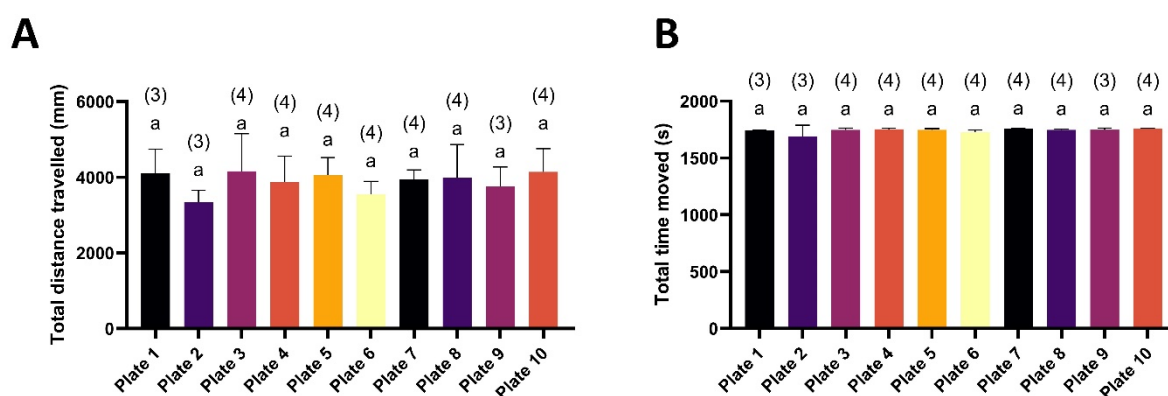 A
Total distance travelled (mm)
6000
4000
2000
0
(3) (3) (4) (4) (4) (4) (4) (4) (3) (4)
a a a a a a a a a a
Plate 1 Plate 2 Plate 3 Plate 4 Plate 5 Plate 6 Plate 7 Plate 8 Plate 9 Plate 10
B
Total time moved (s)
2000
1500
1000
500
0
(3) (3) (4) (4) (4) (4) (4) (4) (3) (4)
a a a a a a a a a a
Plate 1 Plate 2 Plate 3 Plate 4 Plate 5 Plate 6 Plate 7 Plate 8 Plate 9 Plate 10